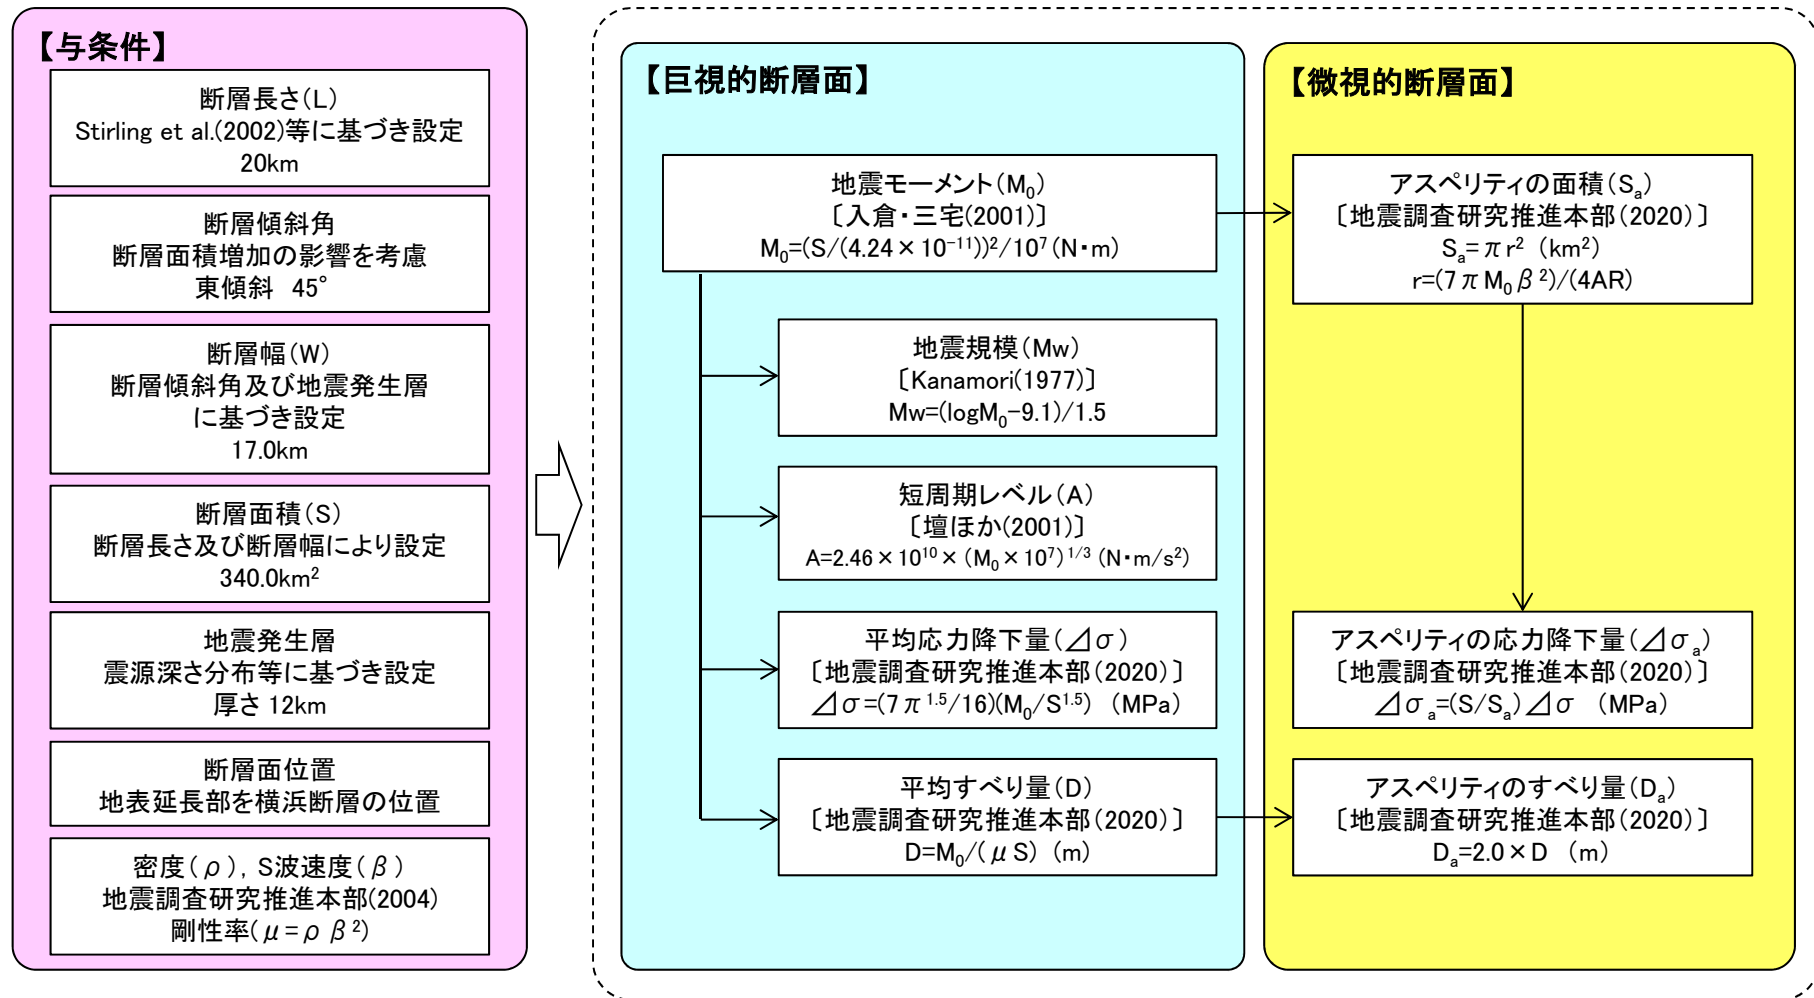 【与条件】
断層長さ(L)
Stirling et al.(2002)等に基づき設定
20km
断層傾斜角
断層面積増加の影響を考慮
東傾斜 45°
断層幅(W)
断層傾斜角及び地震発生層
に基づき設定
17.0km
断層面積(S)
断層長さ及び断層幅により設定
340.0km²
地震発生層
震源深さ分布等に基づき設定
厚さ 12km
断層面位置
地表延長部を横浜断層の位置
密度(ρ), S波速度(β)
地震調査研究推進本部(2004)
剛性率(μ=ρβ²)
【巨視的断層面】
地震モーメント(M₀)
〔入倉・三宅(2001)〕
M₀=(S/(4.24×10⁻¹¹))²/10⁷(N・m)
地震規模(Mw)
〔Kanamori(1977)〕
Mw=(logM₀-9.1)/1.5
短周期レベル(A)
〔壇ほか(2001)〕
A=2.46×10¹⁰×(M₀×10⁷)¹/³(N・m/s²)
平均応力降下量(⊿σ)
〔地震調査研究推進本部(2020)〕
⊿σ=(7π¹·⁵/16)(M₀/S¹·⁵) (MPa)
平均すべり量(D)
〔地震調査研究推進本部(2020)〕
D=M₀/(μS) (m)
【微視的断層面】
アスペリティの面積(Sₐ)
〔地震調査研究推進本部(2020)〕
Sₐ=πr² (km²)
r=(7πM₀β²)/(4AR)
アスペリティの応力降下量(⊿σₐ)
〔地震調査研究推進本部(2020)〕
⊿σₐ=(S/Sₐ)⊿σ (MPa)
アスペリティのすべり量(Dₐ)
〔地震調査研究推進本部(2020)〕
Dₐ=2.0×D (m)